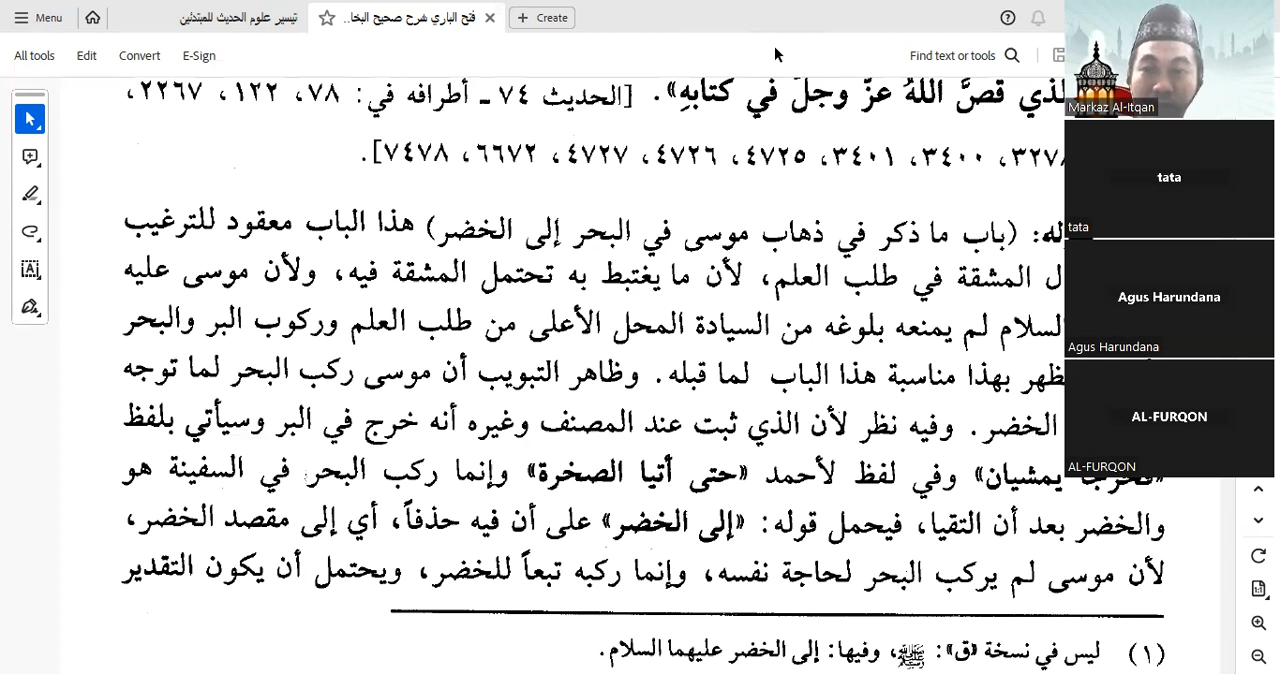 Menu
تيسير علوم الحديث للمبتدئين
فتح الباري شرح صحيح البخا...
Create
All tools
Edit
Convert
E-Sign
Find text or tools
لذي قصَّ اللهُ عزَّ وجلَّ في كتابهِ». [الحديث ٧٤ ـ أطرافه في: ٧٨، ١٢٢، ٢٢٦٧،
٣٢٧٨، ٣٤٠٠، ٣٤٠١، ٤٧٢٥، ٤٧٢٦، ٤٧٢٧، ٦٦٧٢، ٧٤٧٨].
له: (باب ما ذكر في ذهاب موسى في البحر إلى الخضر) هذا الباب معقود للترغيب
ل المشقة في طلب العلم، لأن ما يغتبط به تحتمل المشقة فيه، ولأن موسى عليه
السلام لم يمنعه بلوغه من السيادة المحل الأعلى من طلب العلم وركوب البر والبحر
ظهر بهذا مناسبة هذا الباب لما قبله. وظاهر التبويب أن موسى ركب البحر لما توجه
الخضر. وفيه نظر لأن الذي ثبت عند المصنف وغيره أنه خرج في البر وسيأتي بلفظ
«فخرجا يمشيان» وفي لفظ لأحمد «حتى أتيا الصخرة» وإنما ركب البحر في السفينة هو
والخضر بعد أن التقيا، فيحمل قوله: «إلى الخضر» على أن فيه حذفاً، أي إلى مقصد الخضر،
لأن موسى لم يركب البحر لحاجة نفسه، وإنما ركبه تبعاً للخضر، ويحتمل أن يكون التقدير
(١) ليس في نسخة «ق»: ﷺ، وفيها: إلى الخضر عليهما السلام.
Markaz Al-Itqan
tata
tata
Agus Harundana
Agus Harundana
AL-FURQON
AL-FURQON